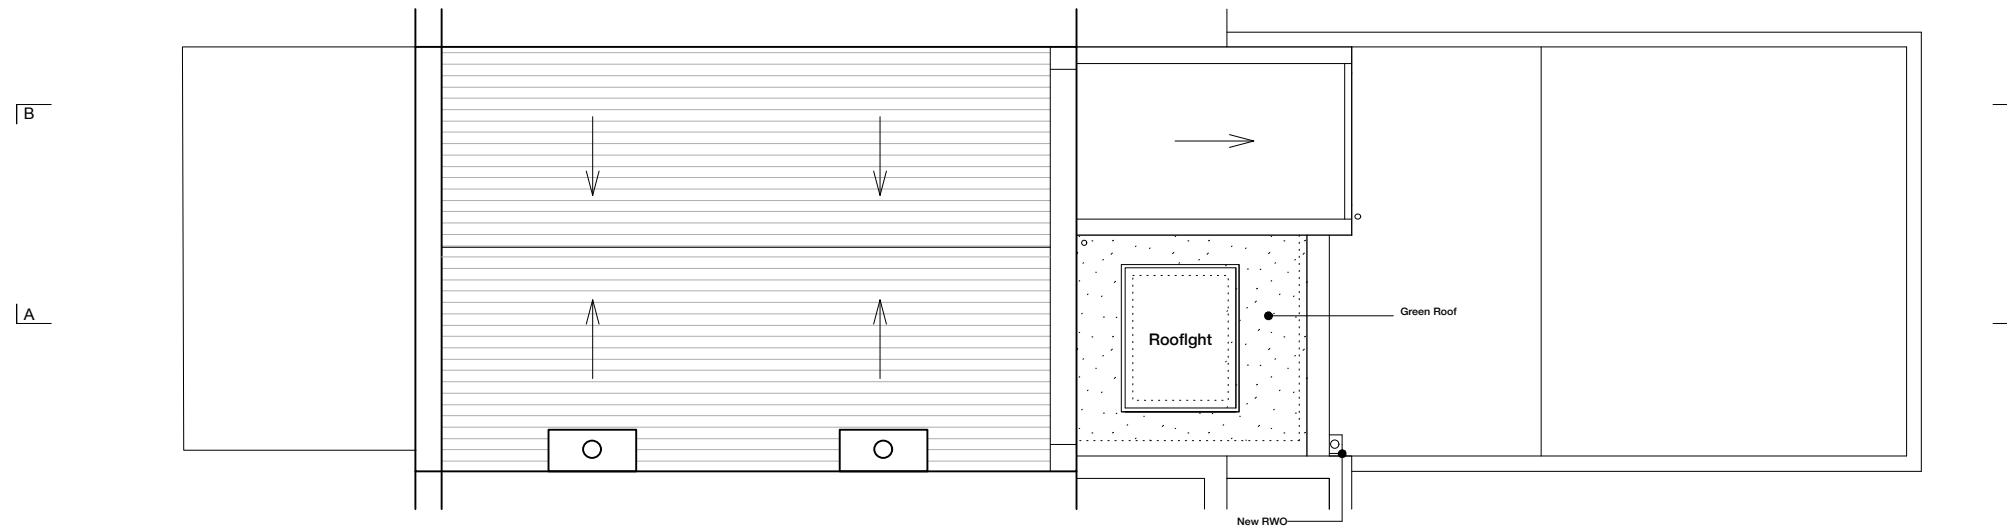 B
A
Green Roof
Rooflght
New RWO